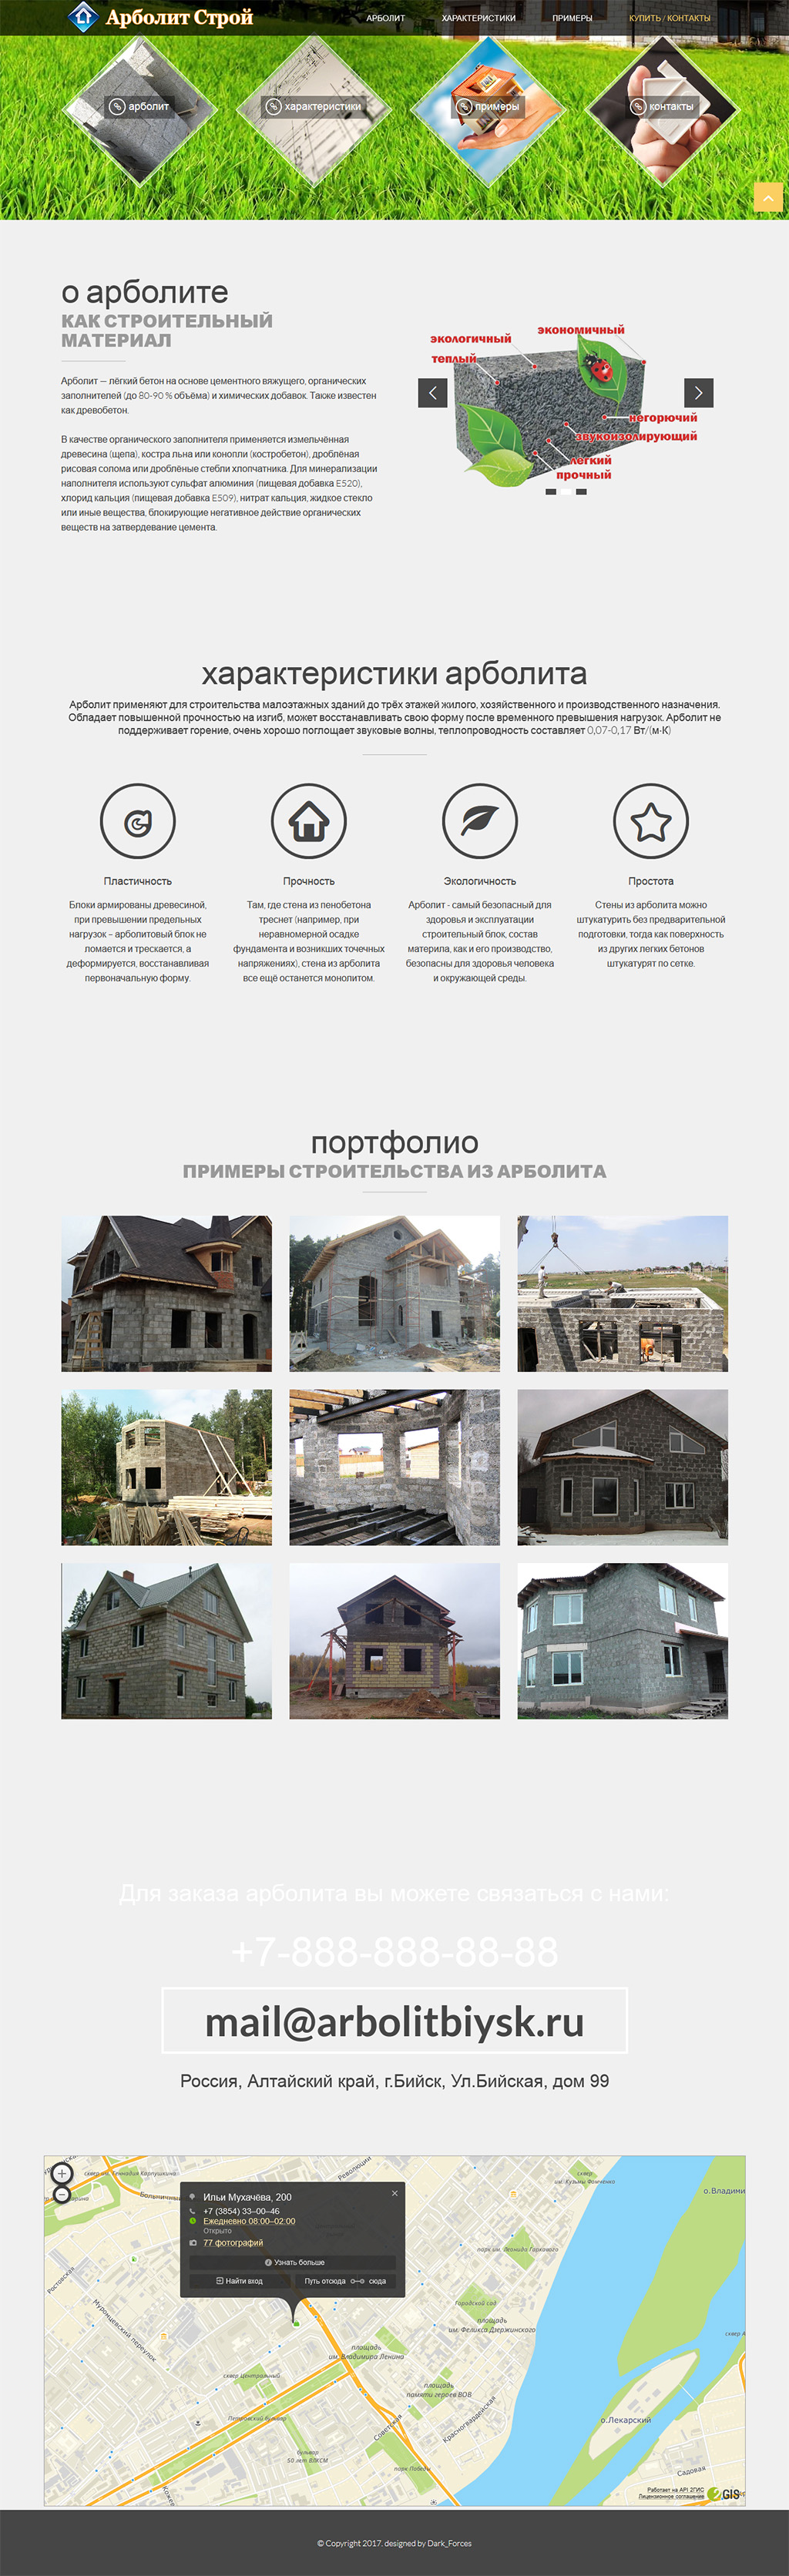 Арболит Строй
АРБОЛИТ ХАРАКТЕРИСТИКИ ПРИМЕРЫ КУПИТЬ / КОНТАКТЫ
арболит характеристики примеры контакты
о арболите
КАК СТРОИТЕЛЬНЫЙ
МАТЕРИАЛ
Арболит — лёгкий бетон на основе цементного вяжущего, органических
заполнителей (до 80-90 % объёма) и химических добавок. Также известен
как древобетон.
В качестве органического заполнителя применяется измельчённая
древесина (щепа), костра льна или конопли (костробетон), дроблёная
рисовая солома или дроблёные стебли хлопчатника. Для минерализации
наполнителя используют сульфат алюминия (пищевая добавка E520),
хлорид кальция (пищевая добавка E509), нитрат кальция, жидкое стекло
или иные вещества, блокирующие негативное действие органических
веществ на затвердевание цемента.
экономичный
экологичный
теплый
негорючий
звукоизолирующий
легкий
прочный
характеристики арболита
Арболит применяют для строительства малоэтажных зданий до трёх этажей жилого, хозяйственного и производственного назначения.
Обладает повышенной прочностью на изгиб, может восстанавливать свою форму после временного превышения нагрузок. Арболит не
поддерживает горение, очень хорошо поглощает звуковые волны, теплопроводность составляет 0,07-0,17 Вт/(м·К)
Пластичность
Блоки армированы древесиной,
при превышении предельных
нагрузок – арболитовый блок не
ломается и трескается, а
деформируется, восстанавливая
первоначальную форму.
Прочность
Там, где стена из пенобетона
треснет (например, при
неравномерной осадке
фундамента и возникших точечных
напряжениях), стена из арболита
все ещё останется монолитом.
Экологичность
Арболит - самый безопасный для
здоровья и эксплуатации
строительный блок, состав
материла, как и его производство,
безопасны для здоровья человека
и окружающей среды.
Простота
Стены из арболита можно
штукатурить без предварительной
подготовки, тогда как поверхность
из других легких бетонов
штукатурят по сетке.
портфолио
ПРИМЕРЫ СТРОИТЕЛЬСТВА ИЗ АРБОЛИТА
Для заказа арболита вы можете связаться с нами:
+7-888-888-88-88
mail@arbolitbiysk.ru
Россия, Алтайский край, г.Бийск, Ул.Бийская, дом 99
Ильи Мухачёва, 200
+7 (3854) 33–00–46
Ежедневно 08:00–02:00
Открыто
77 фотографий
Узнать больше
Найти вход Путь отсюда сюда
сквер им. Геннадия Карпушкина
Революции
сквер
им. Кузьмы Фомченко
о.Владими
парк им. Леонида Гаркавого
Ростовская
Муромцевский переулок
Городской сад
площадь
им. Феликса Дзержинского
площадь
им. Владимира Ленина
сквер Центральный
площадь
памяти героев ВОВ
Петровский бульвар
Советская
Красногвардейская
о.Лекарский
бульвар
50 лет ВЛКСМ
парк Победы
Садовая
Работает на API 2ГИС
Лицензионное соглашение
2GIS
© Copyright 2017. designed by Dark_Forces